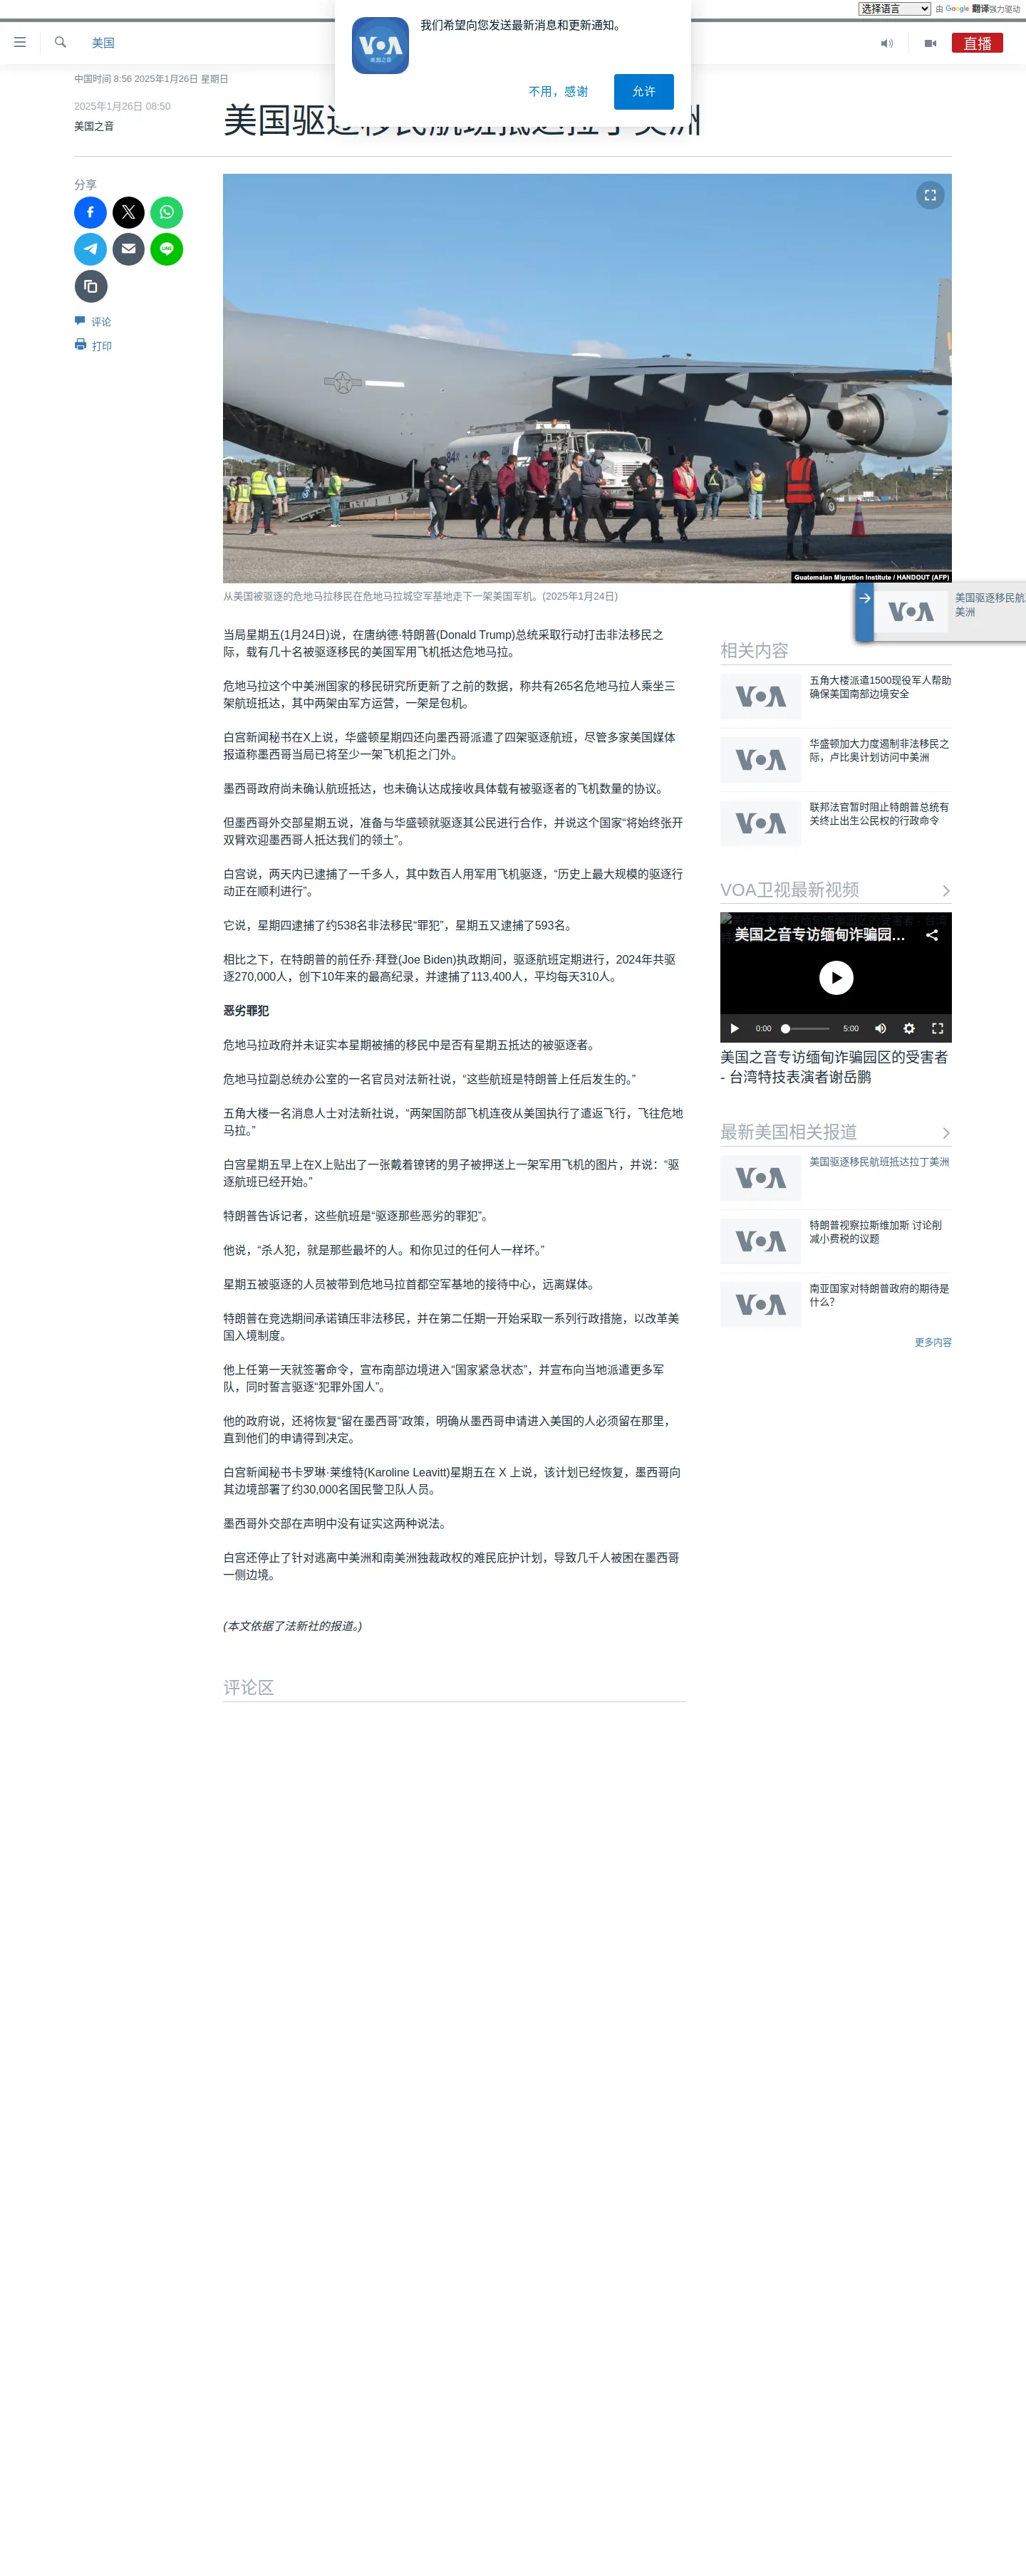 选择语言 由 Google 翻译强力驱动
我们希望向您发送最新消息和更新通知。
VOA
美国之音
不用，感谢
允许
美国
直播
中国时间 8:56 2025年1月26日 星期日
2025年1月26日 08:50
美国之音
美国驱逐移民航班抵达拉丁美洲
分享
LINE
评论
打印
Guatemalan Migration Institute / HANDOUT (AFP)
从美国被驱逐的危地马拉移民在危地马拉城空军基地走下一架美国军机。(2025年1月24日)
VOA
美国驱逐移民航
美洲
当局星期五(1月24日)说，在唐纳德·特朗普(Donald Trump)总统采取行动打击非法移民之
际，载有几十名被驱逐移民的美国军用飞机抵达危地马拉。
危地马拉这个中美洲国家的移民研究所更新了之前的数据，称共有265名危地马拉人乘坐三
架航班抵达，其中两架由军方运营，一架是包机。
白宫新闻秘书在X上说，华盛顿星期四还向墨西哥派遣了四架驱逐航班，尽管多家美国媒体
报道称墨西哥当局已将至少一架飞机拒之门外。
墨西哥政府尚未确认航班抵达，也未确认达成接收具体载有被驱逐者的飞机数量的协议。
但墨西哥外交部星期五说，准备与华盛顿就驱逐其公民进行合作，并说这个国家“将始终张开
双臂欢迎墨西哥人抵达我们的领土”。
白宫说，两天内已逮捕了一千多人，其中数百人用军用飞机驱逐，“历史上最大规模的驱逐行
动正在顺利进行”。
它说，星期四逮捕了约538名非法移民“罪犯”，星期五又逮捕了593名。
相比之下，在特朗普的前任乔·拜登(Joe Biden)执政期间，驱逐航班定期进行，2024年共驱
逐270,000人，创下10年来的最高纪录，并逮捕了113,400人，平均每天310人。
恶劣罪犯
危地马拉政府并未证实本星期被捕的移民中是否有星期五抵达的被驱逐者。
危地马拉副总统办公室的一名官员对法新社说，“这些航班是特朗普上任后发生的。”
五角大楼一名消息人士对法新社说，“两架国防部飞机连夜从美国执行了遣返飞行，飞往危地
马拉。”
白宫星期五早上在X上贴出了一张戴着镣铐的男子被押送上一架军用飞机的图片，并说：“驱
逐航班已经开始。”
特朗普告诉记者，这些航班是“驱逐那些恶劣的罪犯”。
他说，“杀人犯，就是那些最坏的人。和你见过的任何人一样坏。”
星期五被驱逐的人员被带到危地马拉首都空军基地的接待中心，远离媒体。
特朗普在竞选期间承诺镇压非法移民，并在第二任期一开始采取一系列行政措施，以改革美
国入境制度。
他上任第一天就签署命令，宣布南部边境进入“国家紧急状态”，并宣布向当地派遣更多军
队，同时誓言驱逐“犯罪外国人”。
他的政府说，还将恢复“留在墨西哥”政策，明确从墨西哥申请进入美国的人必须留在那里，
直到他们的申请得到决定。
白宫新闻秘书卡罗琳·莱维特(Karoline Leavitt)星期五在 X 上说，该计划已经恢复，墨西哥向
其边境部署了约30,000名国民警卫队人员。
墨西哥外交部在声明中没有证实这两种说法。
白宫还停止了针对逃离中美洲和南美洲独裁政权的难民庇护计划，导致几千人被困在墨西哥
一侧边境。
(本文依据了法新社的报道。)
评论区
相关内容
VOA
五角大楼派遣1500现役军人帮助
确保美国南部边境安全
VOA
华盛顿加大力度遏制非法移民之
际，卢比奥计划访问中美洲
VOA
联邦法官暂时阻止特朗普总统有
关终止出生公民权的行政命令
VOA卫视最新视频
美国之音专访缅甸诈骗园...
0:00
5:00
美国之音专访缅甸诈骗园区的受害者
- 台湾特技表演者谢岳鹏
最新美国相关报道
VOA
美国驱逐移民航班抵达拉丁美洲
VOA
特朗普视察拉斯维加斯 讨论削
减小费税的议题
VOA
南亚国家对特朗普政府的期待是
什么？
更多内容